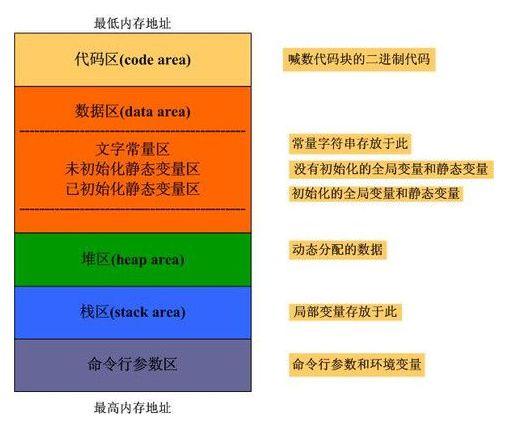 最低内存地址
代码区(code area)
喊数代码块的二进制代码
数据区(data area)
文字常量区
常量字符串存放于此
未初始化静态变量区
没有初始化的全局变量和静态变量
已初始化静态变量区
初始化的全局变量和静态变量
堆区(heap area)
动态分配的数据
栈区(stack area)
局部变量存放于此
命令行参数区
命令行参数和环境变量
最高内存地址